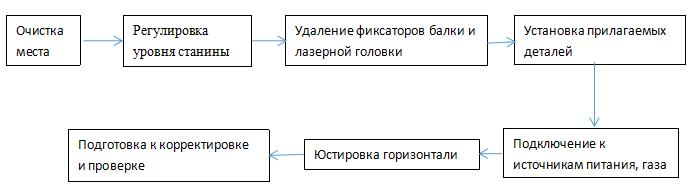 Очистка
места
Регулировка
уровня станины
Удаление фиксаторов балки и
лазерной головки
Установка прилагаемых
деталей
Подключение к
источникам питания, газа
Юстировка горизонтали
Подготовка к корректировке
и проверке